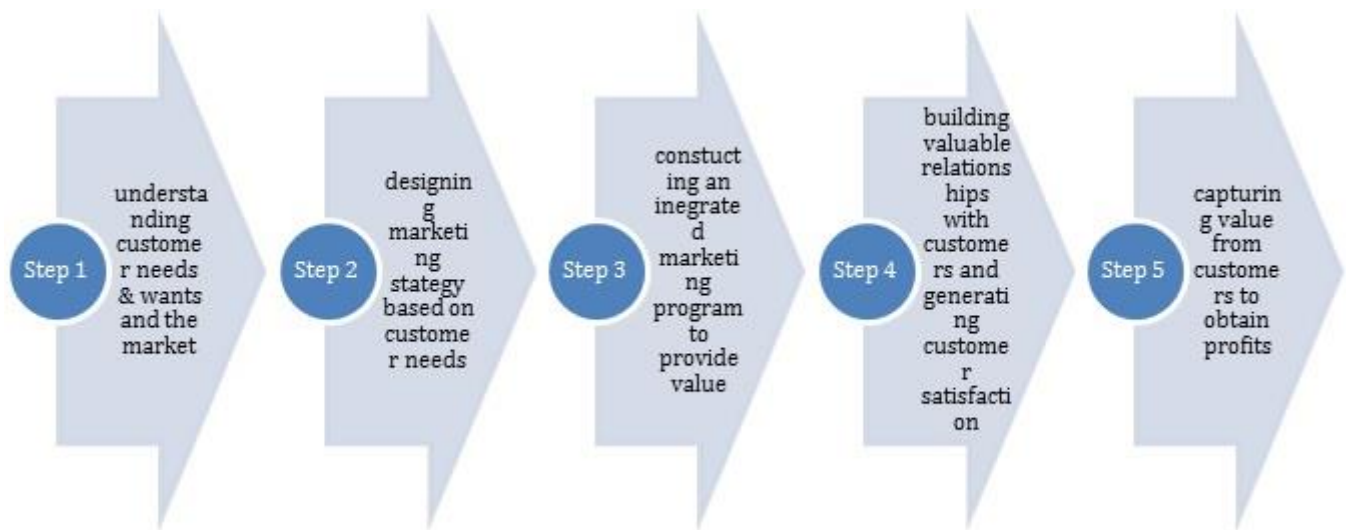 Step 1
understa
nding
custome
r needs
& wants
and the
market
Step 2
designin
g
marketi
ng
stategy
based on
custome
r needs
Step 3
constuct
ing an
inegrate
d
marketi
ng
program
to
provide
value
Step 4
building
valuable
relations
hips
with
custome
rs and
generati
ng
custome
r
satisfacti
on
Step 5
capturin
g value
from
custome
rs to
obtain
profits